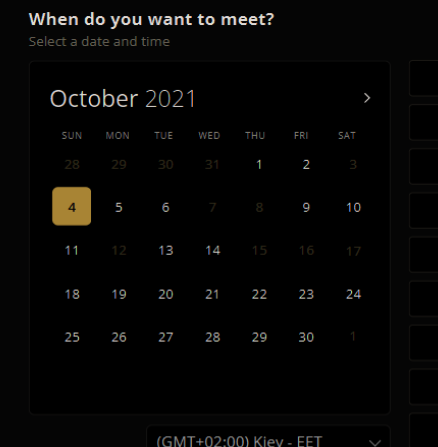 When do you want to meet?
Select a date and time
October 2021
SUN MON TUE WED THU FRI SAT
28 29 30 31 1 2 3
4 5 6 7 8 9 10
11 12 13 14 15 16 17
18 19 20 21 22 23 24
25 26 27 28 29 30 1
(GMT+02:00) Kiev - EET